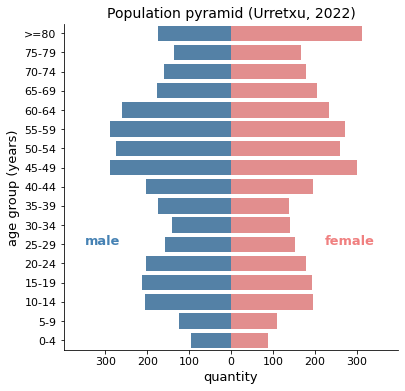 Population pyramid (Urretxu, 2022)
>=80
75-79
70-74
65-69
60-64
55-59
50-54
45-49
40-44
35-39
30-34
25-29
20-24
15-19
10-14
5-9
0-4
age group (years)
male
female
300 200 100 0 100 200 300
quantity